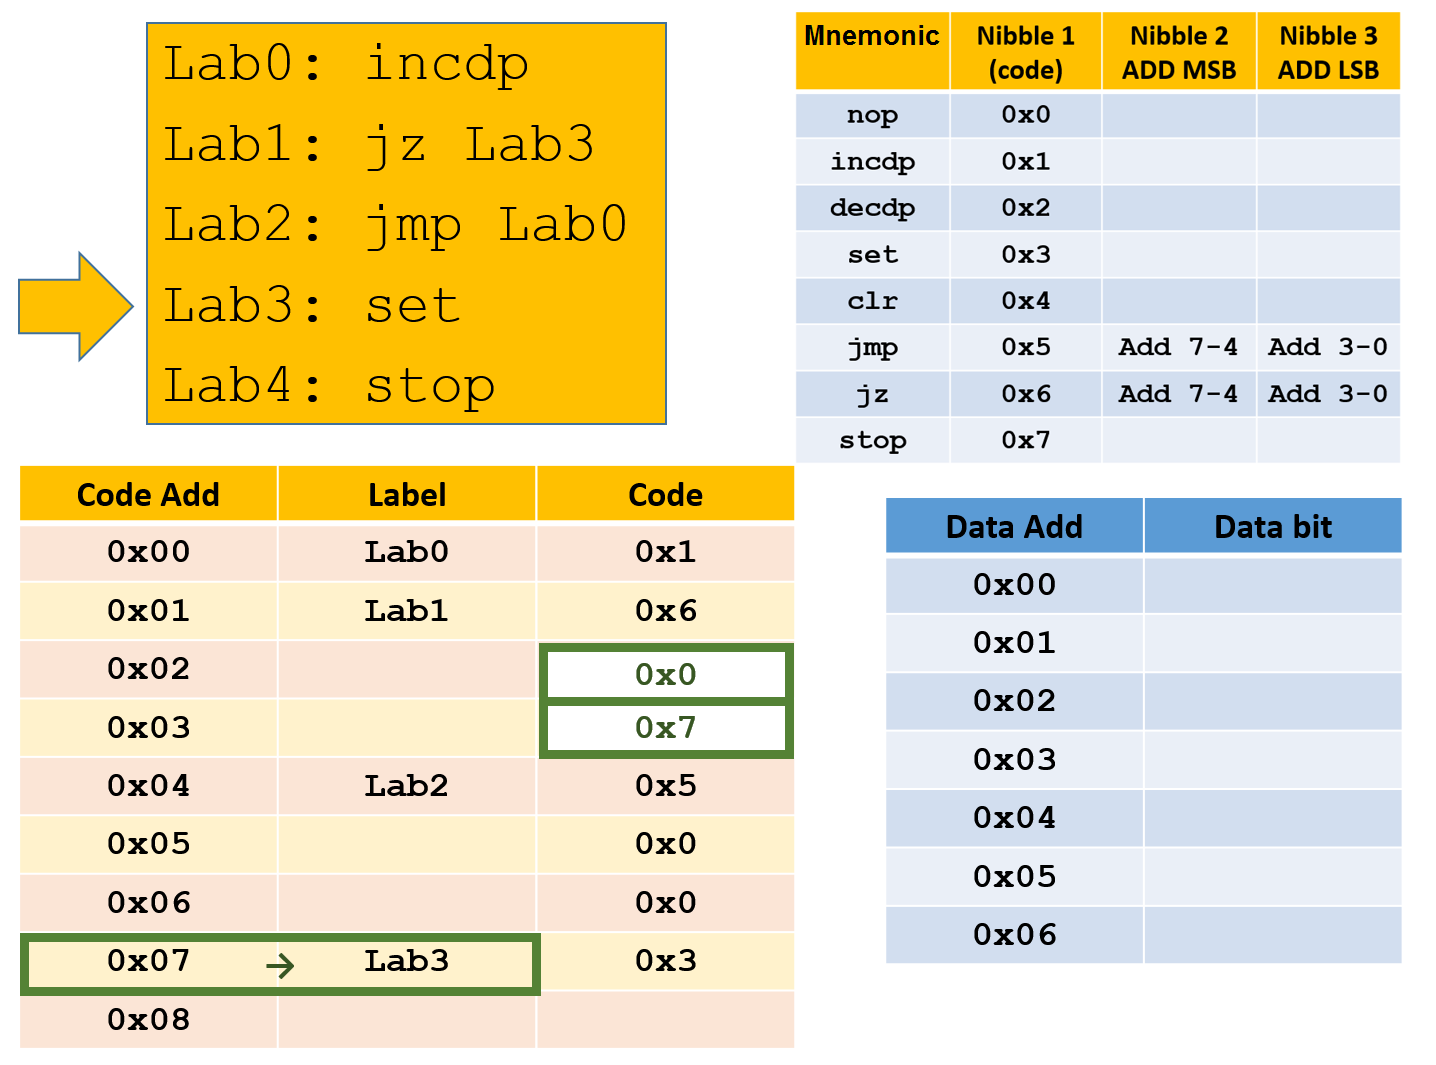 Lab0: incdp
Lab1: jz Lab3
Lab2: jmp Lab0
Lab3: set
Lab4: stop
Mnemonic Nibble 1 (code) Nibble 2 ADD MSB Nibble 3 ADD LSB
nop 0x0
incdp 0x1
decdp 0x2
set 0x3
clr 0x4
jmp 0x5 Add 7-4 Add 3-0
jz 0x6 Add 7-4 Add 3-0
stop 0x7
Code Add Label Code
0x00 Lab0 0x1
0x01 Lab1 0x6
0x02 0x0
0x03 0x7
0x04 Lab2 0x5
0x05 0x0
0x06 0x0
0x07 → Lab3 0x3
0x08
Data Add Data bit
0x00
0x01
0x02
0x03
0x04
0x05
0x06